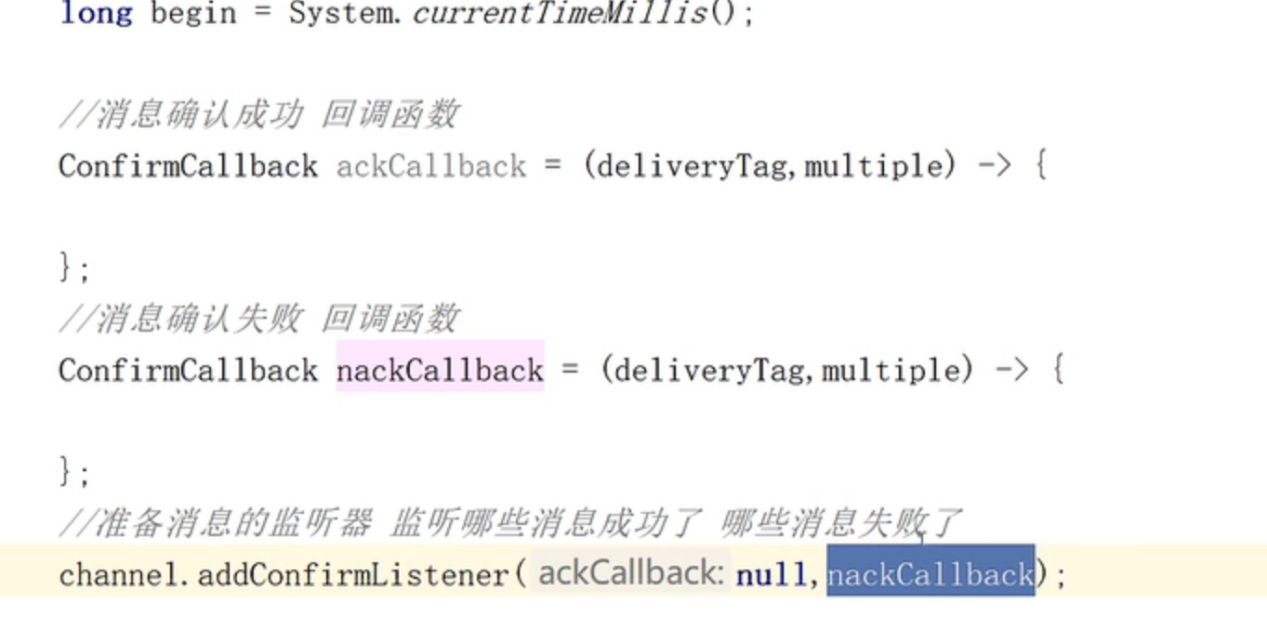 long begin = System.currentTimeMillis();
//消息确认成功 回调函数
ConfirmCallback ackCallback = (deliveryTag,multiple) -> {
};
//消息确认失败 回调函数
ConfirmCallback nackCallback = (deliveryTag,multiple) -> {
};
//准备消息的监听器 监听哪些消息成功了 哪些消息失败了
channel.addConfirmListener( ackCallback: null,nackCallback);